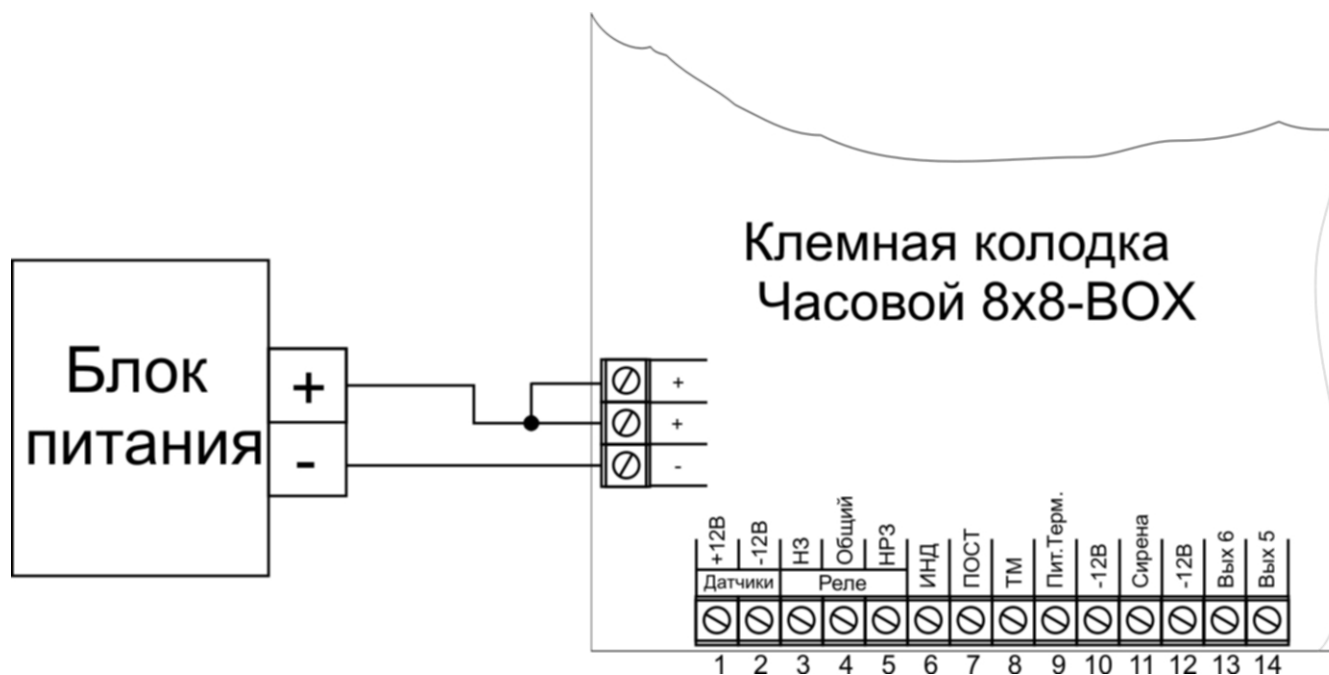 Клемная колодка
Часовой 8х8-BOX
Блок
питания
+
-
+
+
-
+12В
-12В
НЗ
Общий
НРЗ
ИНД
ПОСТ
ТМ
Пит.Терм.
-12В
Сирена
-12В
Вых 6
Вых 5
Датчики
Реле
1 2 3 4 5 6 7 8 9 10 11 12 13 14